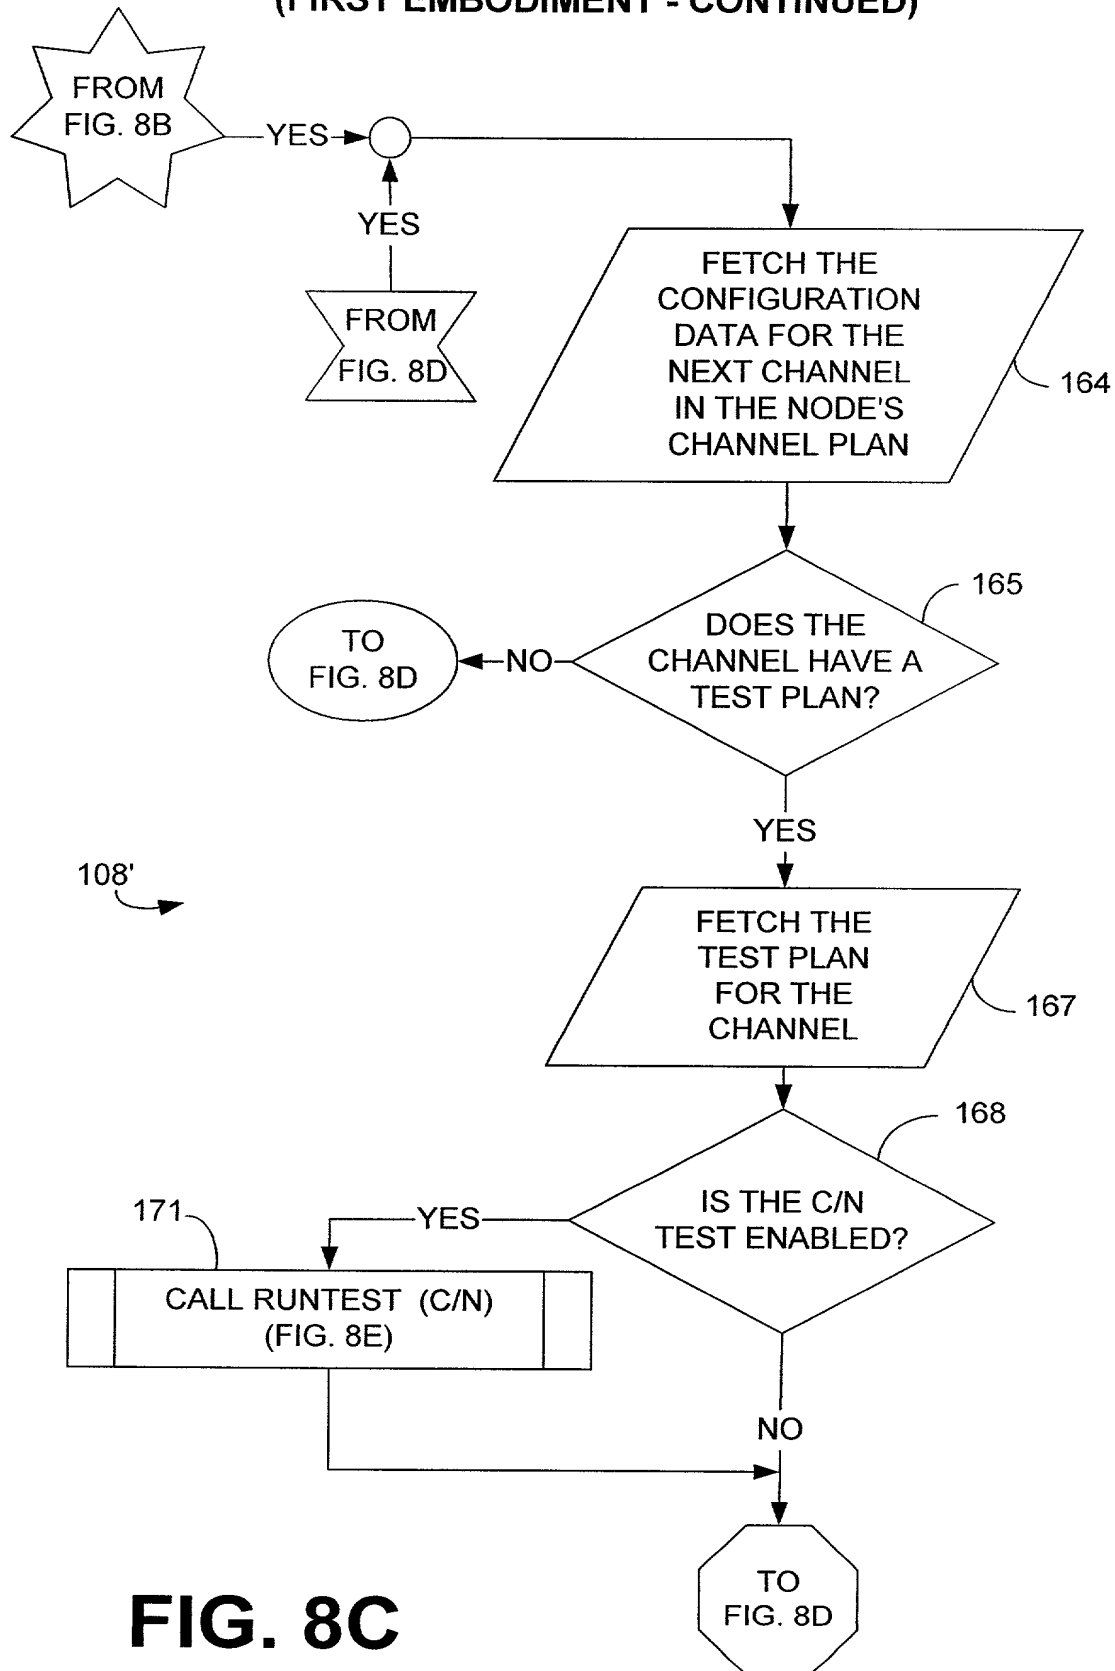 (FIRST EMBODIMENT - CONTINUED)
FROM
FIG. 8B
YES
YES
FROM
FIG. 8D
FETCH THE
CONFIGURATION
DATA FOR THE
NEXT CHANNEL
IN THE NODE'S
CHANNEL PLAN
164
165
DOES THE
CHANNEL HAVE A
TEST PLAN?
NO
TO
FIG. 8D
YES
108'
FETCH THE
TEST PLAN
FOR THE
CHANNEL
167
168
IS THE C/N
TEST ENABLED?
YES
171
CALL RUNTEST (C/N)
(FIG. 8E)
NO
TO
FIG. 8D
FIG. 8C